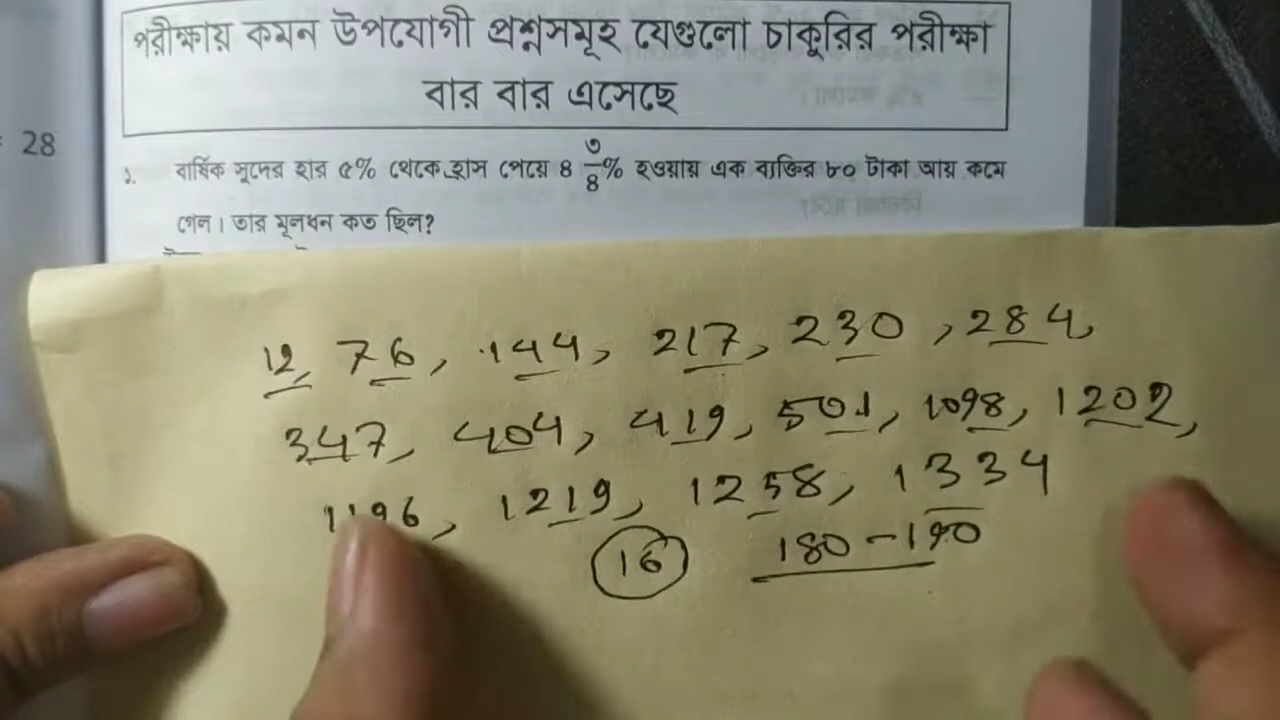 পরীক্ষায় কমন উপযোগী প্রশ্নসমূহ যেগুলো চাকুরির পরীক্ষা
বার বার এসেছে
28
১. বার্ষিক সুদের হার ৫% থেকে হ্রাস পেয়ে ৪ ৩/৪% হওয়ায় এক ব্যক্তির ৮০ টাকা আয় কমে
গেল। তার মূলধন কত ছিল?
12, 76, 144, 217, 230, 284,
347, 404, 419, 501, 1098, 1202,
1196, 1219, 1258, 1334
16 180-190